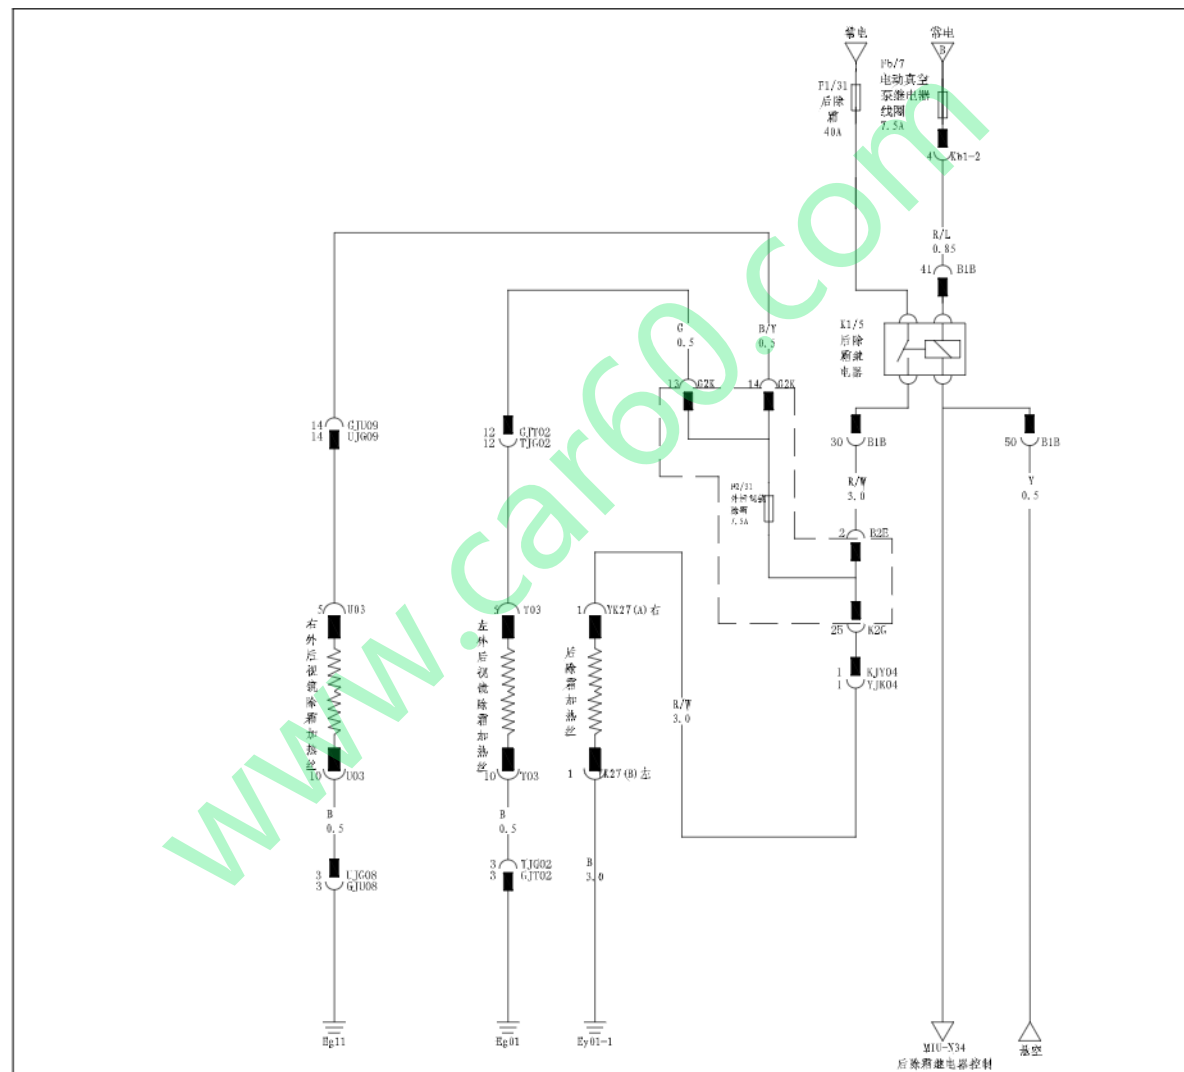 常电
常电
B
F1/31
后除
霜
40A
Fb/7
电动真空
泵继电器
线圈
7.5A
4 Kb1-2
R/L
0.85
41 B1B
K1/5
后除
霜继
电器
G
0.5
B/Y
0.5
13 G2K
14 G2K
14 GJU09
14 UJG09
12 GJT02
12 TJG02
30 B1B
50 B1B
R/W
3.0
Y
0.5
7.5A
2 B2E
5 U03
5 T03
1 YK27(A)右
25 K2G
右外后视镜除霜加热丝
左外后视镜除霜加热丝
后除霜加热丝
1 KJY04
1 YJK04
R/W
3.0
10 U03
10 T03
1 YK27(B)左
B
0.5
B
0.5
B
3.0
3 UJG08
3 GJU08
3 TJG02
3 GJT02
Eg11
Eg01
Ey01-1
MIU-N34
后除霜继电器控制
悬空
www.car60.com